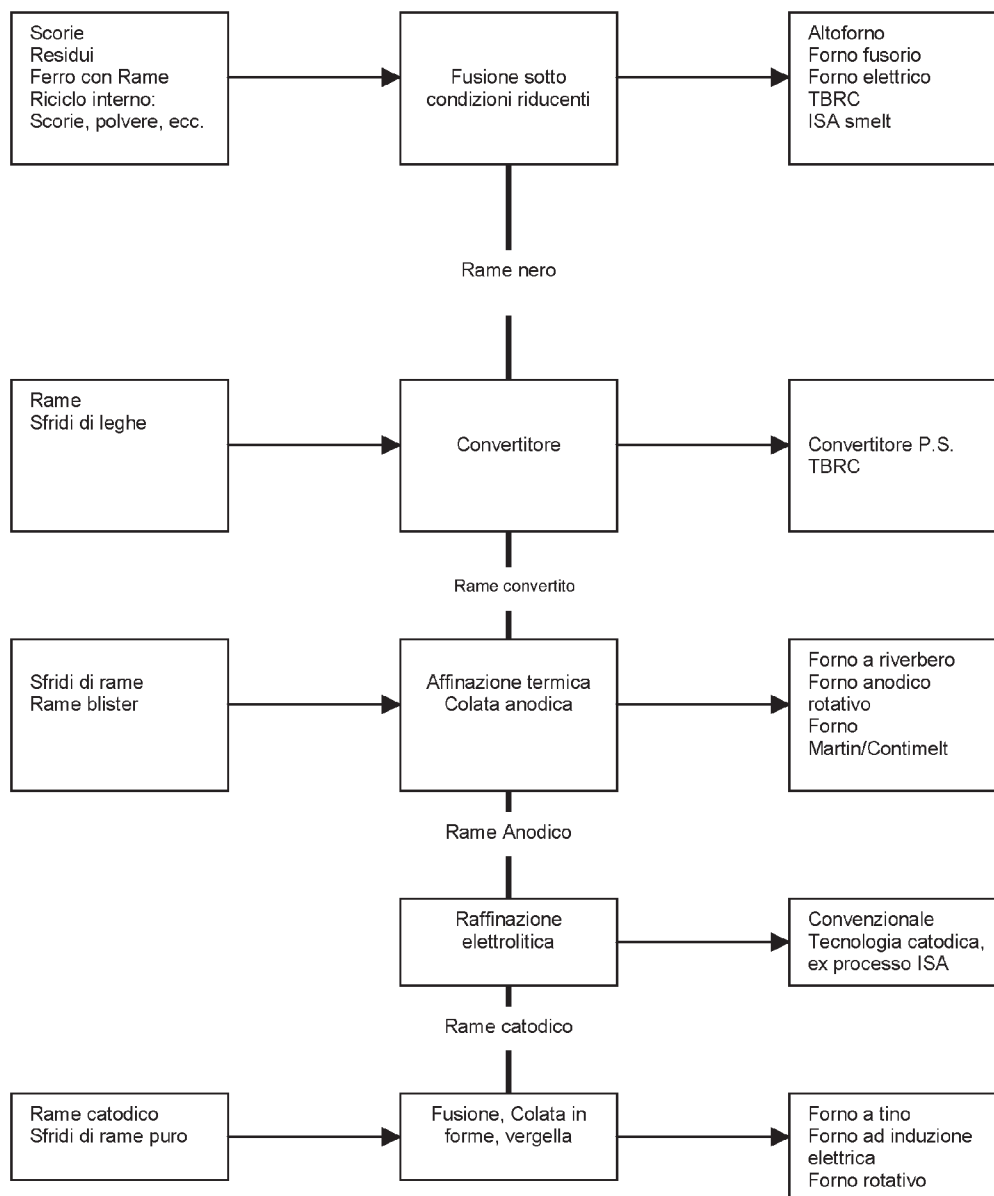 Scorie
Residui
Ferro con Rame
Riciclo interno:
Scorie, polvere, ecc.
Fusione sotto
condizioni riducenti
Altoforno
Forno fusorio
Forno elettrico
TBRC
ISA smelt
Rame nero
Rame
Sfridi di leghe
Convertitore
Convertitore P.S.
TBRC
Rame convertito
Sfridi di rame
Rame blister
Affinazione termica
Colata anodica
Forno a riverbero
Forno anodico
rotativo
Forno
Martin/Contimelt
Rame Anodico
Raffinazione
elettrolitica
Convenzionale
Tecnologia catodica,
ex processo ISA
Rame catodico
Rame catodico
Sfridi di rame puro
Fusione, Colata in
forme, vergella
Forno a tino
Forno ad induzione
elettrica
Forno rotativo